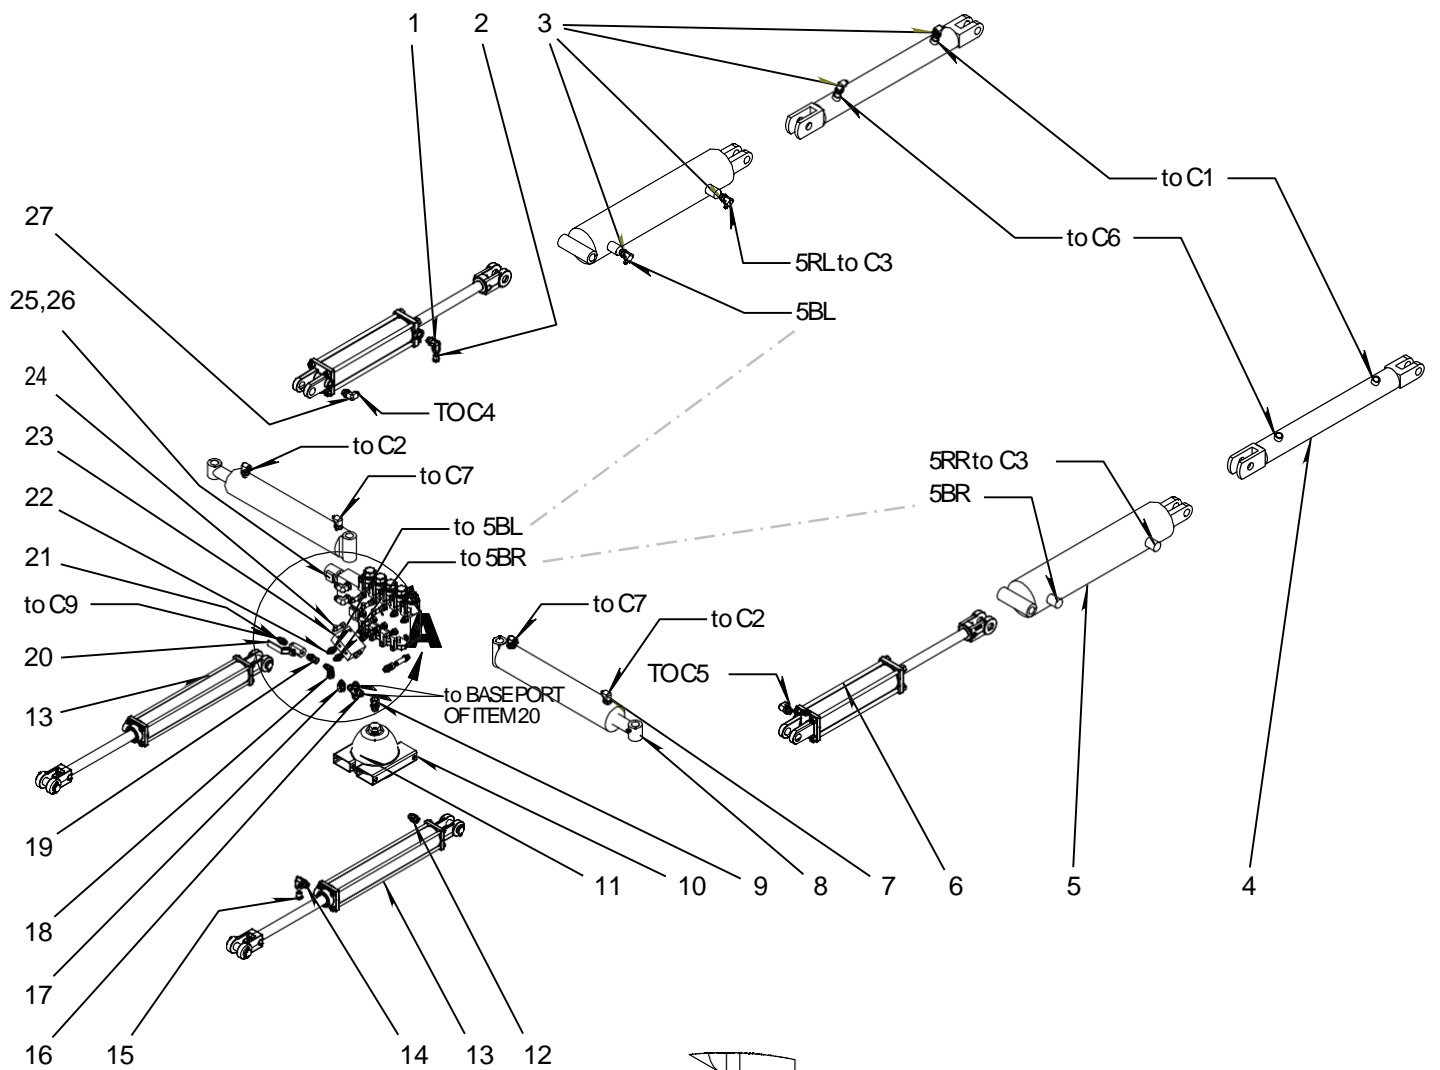 1
2
3
to C1
27
to C6
5RL to C3
25,26
5BL
24
TO C4
23
to C2
5RR to C3
22
to C7
5BR
to 5BL
21
to 5BR
to C9
to C7
to C2
A
20
TO C5
13
to BASE PORT
OF ITEM 20
19
11
10
9
8
7
6
5
4
18
17
16
15
14
13
12